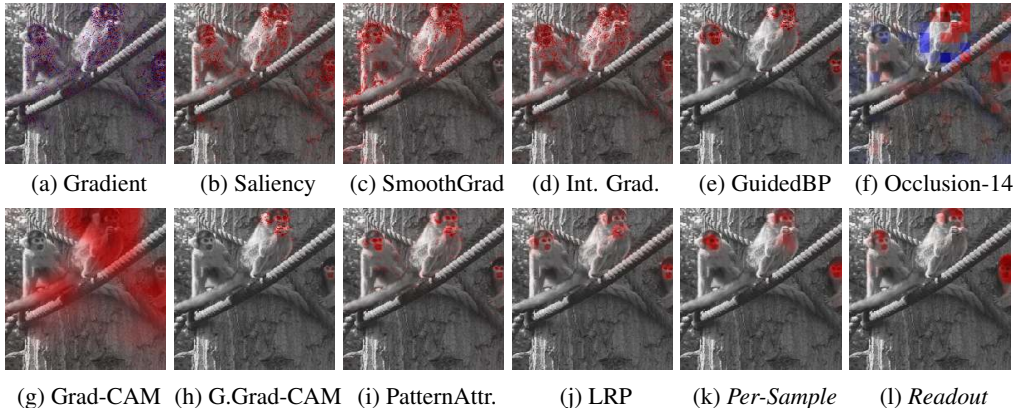 (a) Gradient (b) Saliency (c) SmoothGrad (d) Int. Grad. (e) GuidedBP (f) Occlusion-14
(g) Grad-CAM (h) G.Grad-CAM (i) PatternAttr. (j) LRP (k) Per-Sample (l) Readout